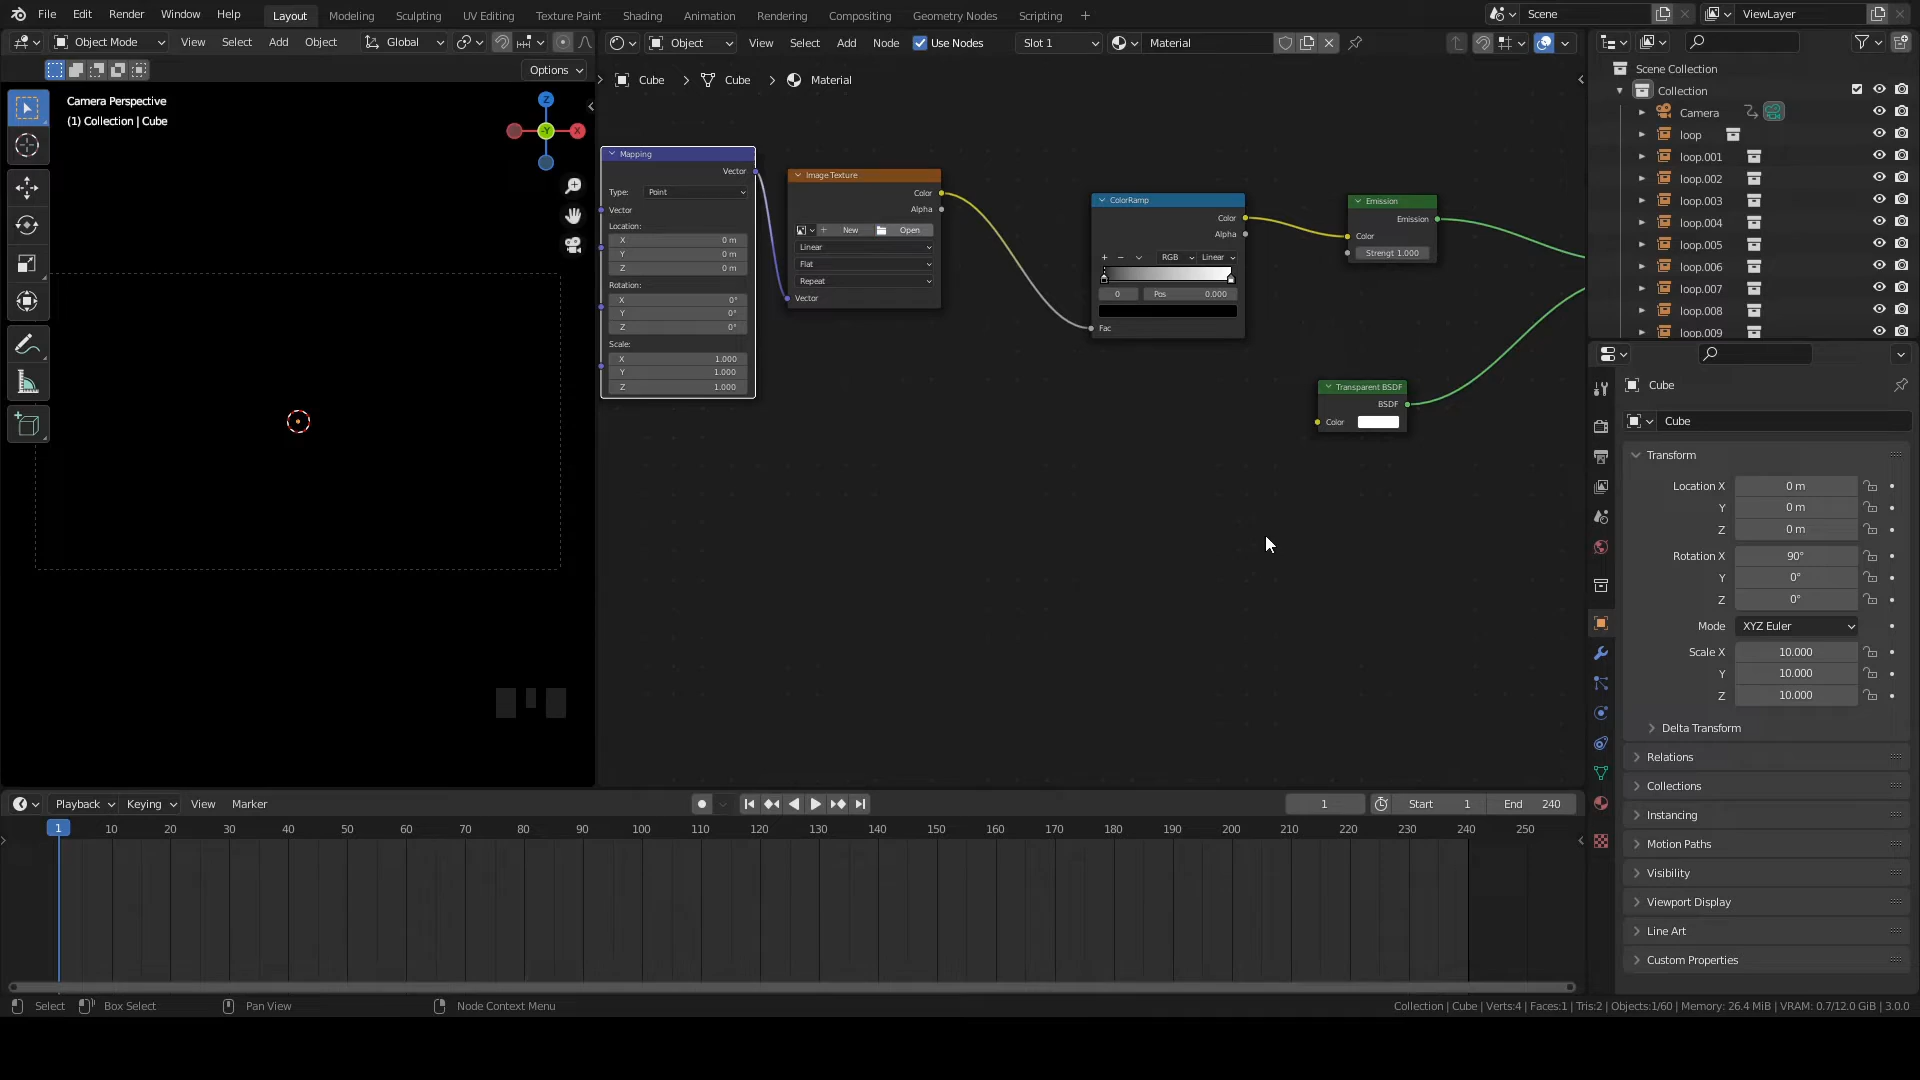 File Edit Render Window Help Layout Modeling Sculpting UV Editing Texture Paint Shading Animation Rendering Compositing Geometry Nodes Scripting + Scene ViewLayer
Object Mode View Select Add Object Global Object View Select Add Node Use Nodes Slot 1 Material
Options
Camera Perspective
(1) Collection | Cube
Z
-Y
X
Cube > Cube > Material
Mapping
Vector
Type: Point
Vector
Location:
X 0 m
Y 0 m
Z 0 m
Rotation:
X 0°
Y 0°
Z 0°
Scale:
X 1.000
Y 1.000
Z 1.000
Image Texture
Color
Alpha
New Open
Linear
Flat
Repeat
Vector
ColorRamp
Color
Alpha
RGB Linear
0 Pos 0.000
Fac
Emission
Emission
Color
Strengt 1.000
Transparent BSDF
BSDF
Color
Scene Collection
Collection
Camera
loop
loop.001
loop.002
loop.003
loop.004
loop.005
loop.006
loop.007
loop.008
loop.009
Cube
Cube
Transform
Location X 0 m
Y 0 m
Z 0 m
Rotation X 90°
Y 0°
Z 0°
Mode XYZ Euler
Scale X 10.000
Y 10.000
Z 10.000
Delta Transform
Relations
Collections
Instancing
Motion Paths
Visibility
Viewport Display
Line Art
Custom Properties
Playback Keying View Marker 1 Start 1 End 240
1 10 20 30 40 50 60 70 80 90 100 110 120 130 140 150 160 170 180 190 200 210 220 230 240 250
Select Box Select Pan View Node Context Menu Collection | Cube | Verts:4 | Faces:1 | Tris:2 | Objects:1/60 | Memory: 26.4 MiB | VRAM: 0.7/12.0 GiB | 3.0.0